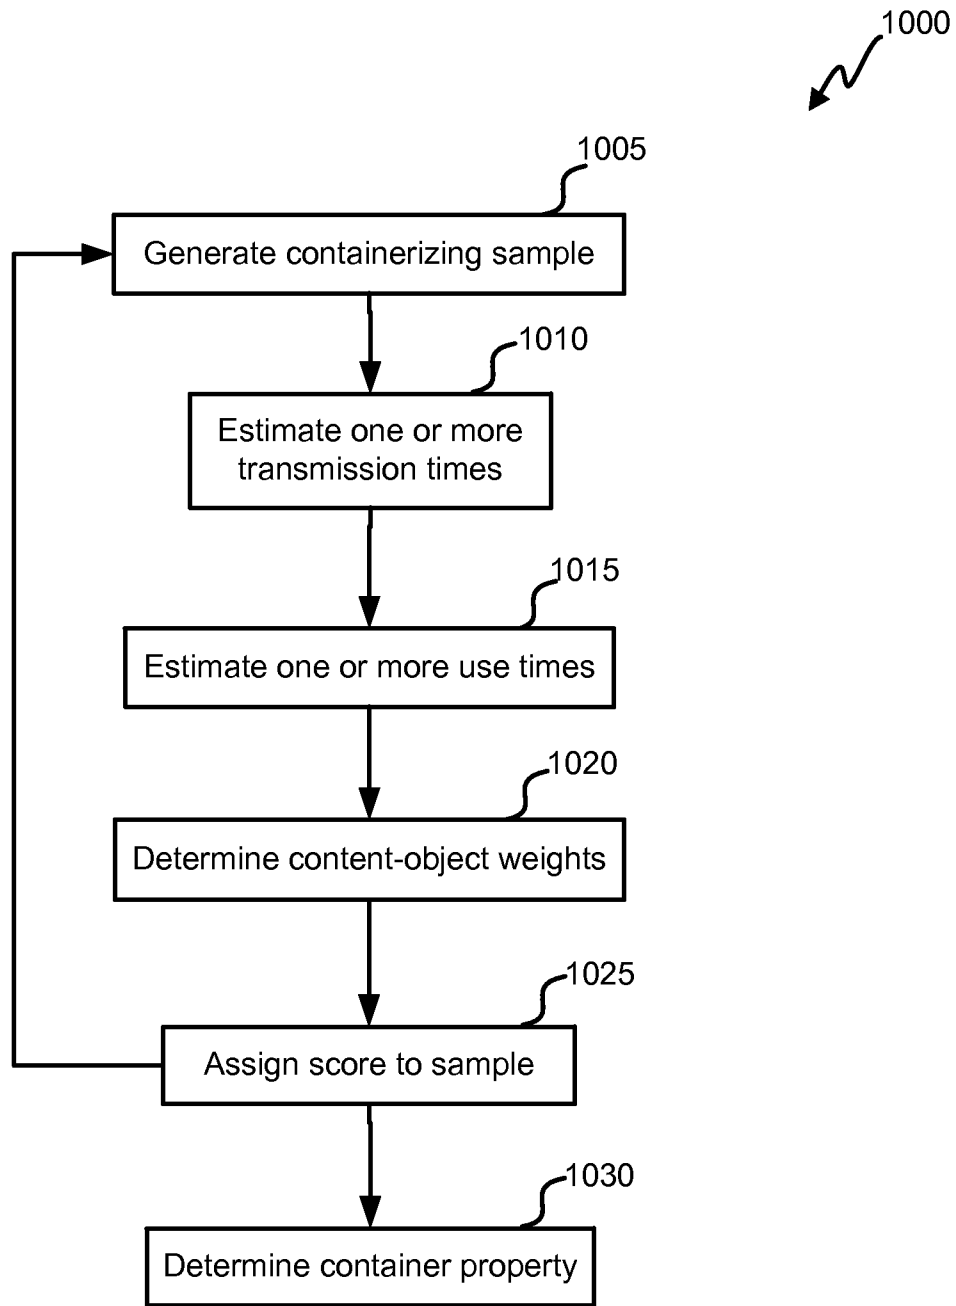 1000
1005
Generate containerizing sample
1010
Estimate one or more
transmission times
1015
Estimate one or more use times
1020
Determine content-object weights
1025
Assign score to sample
1030
Determine container property